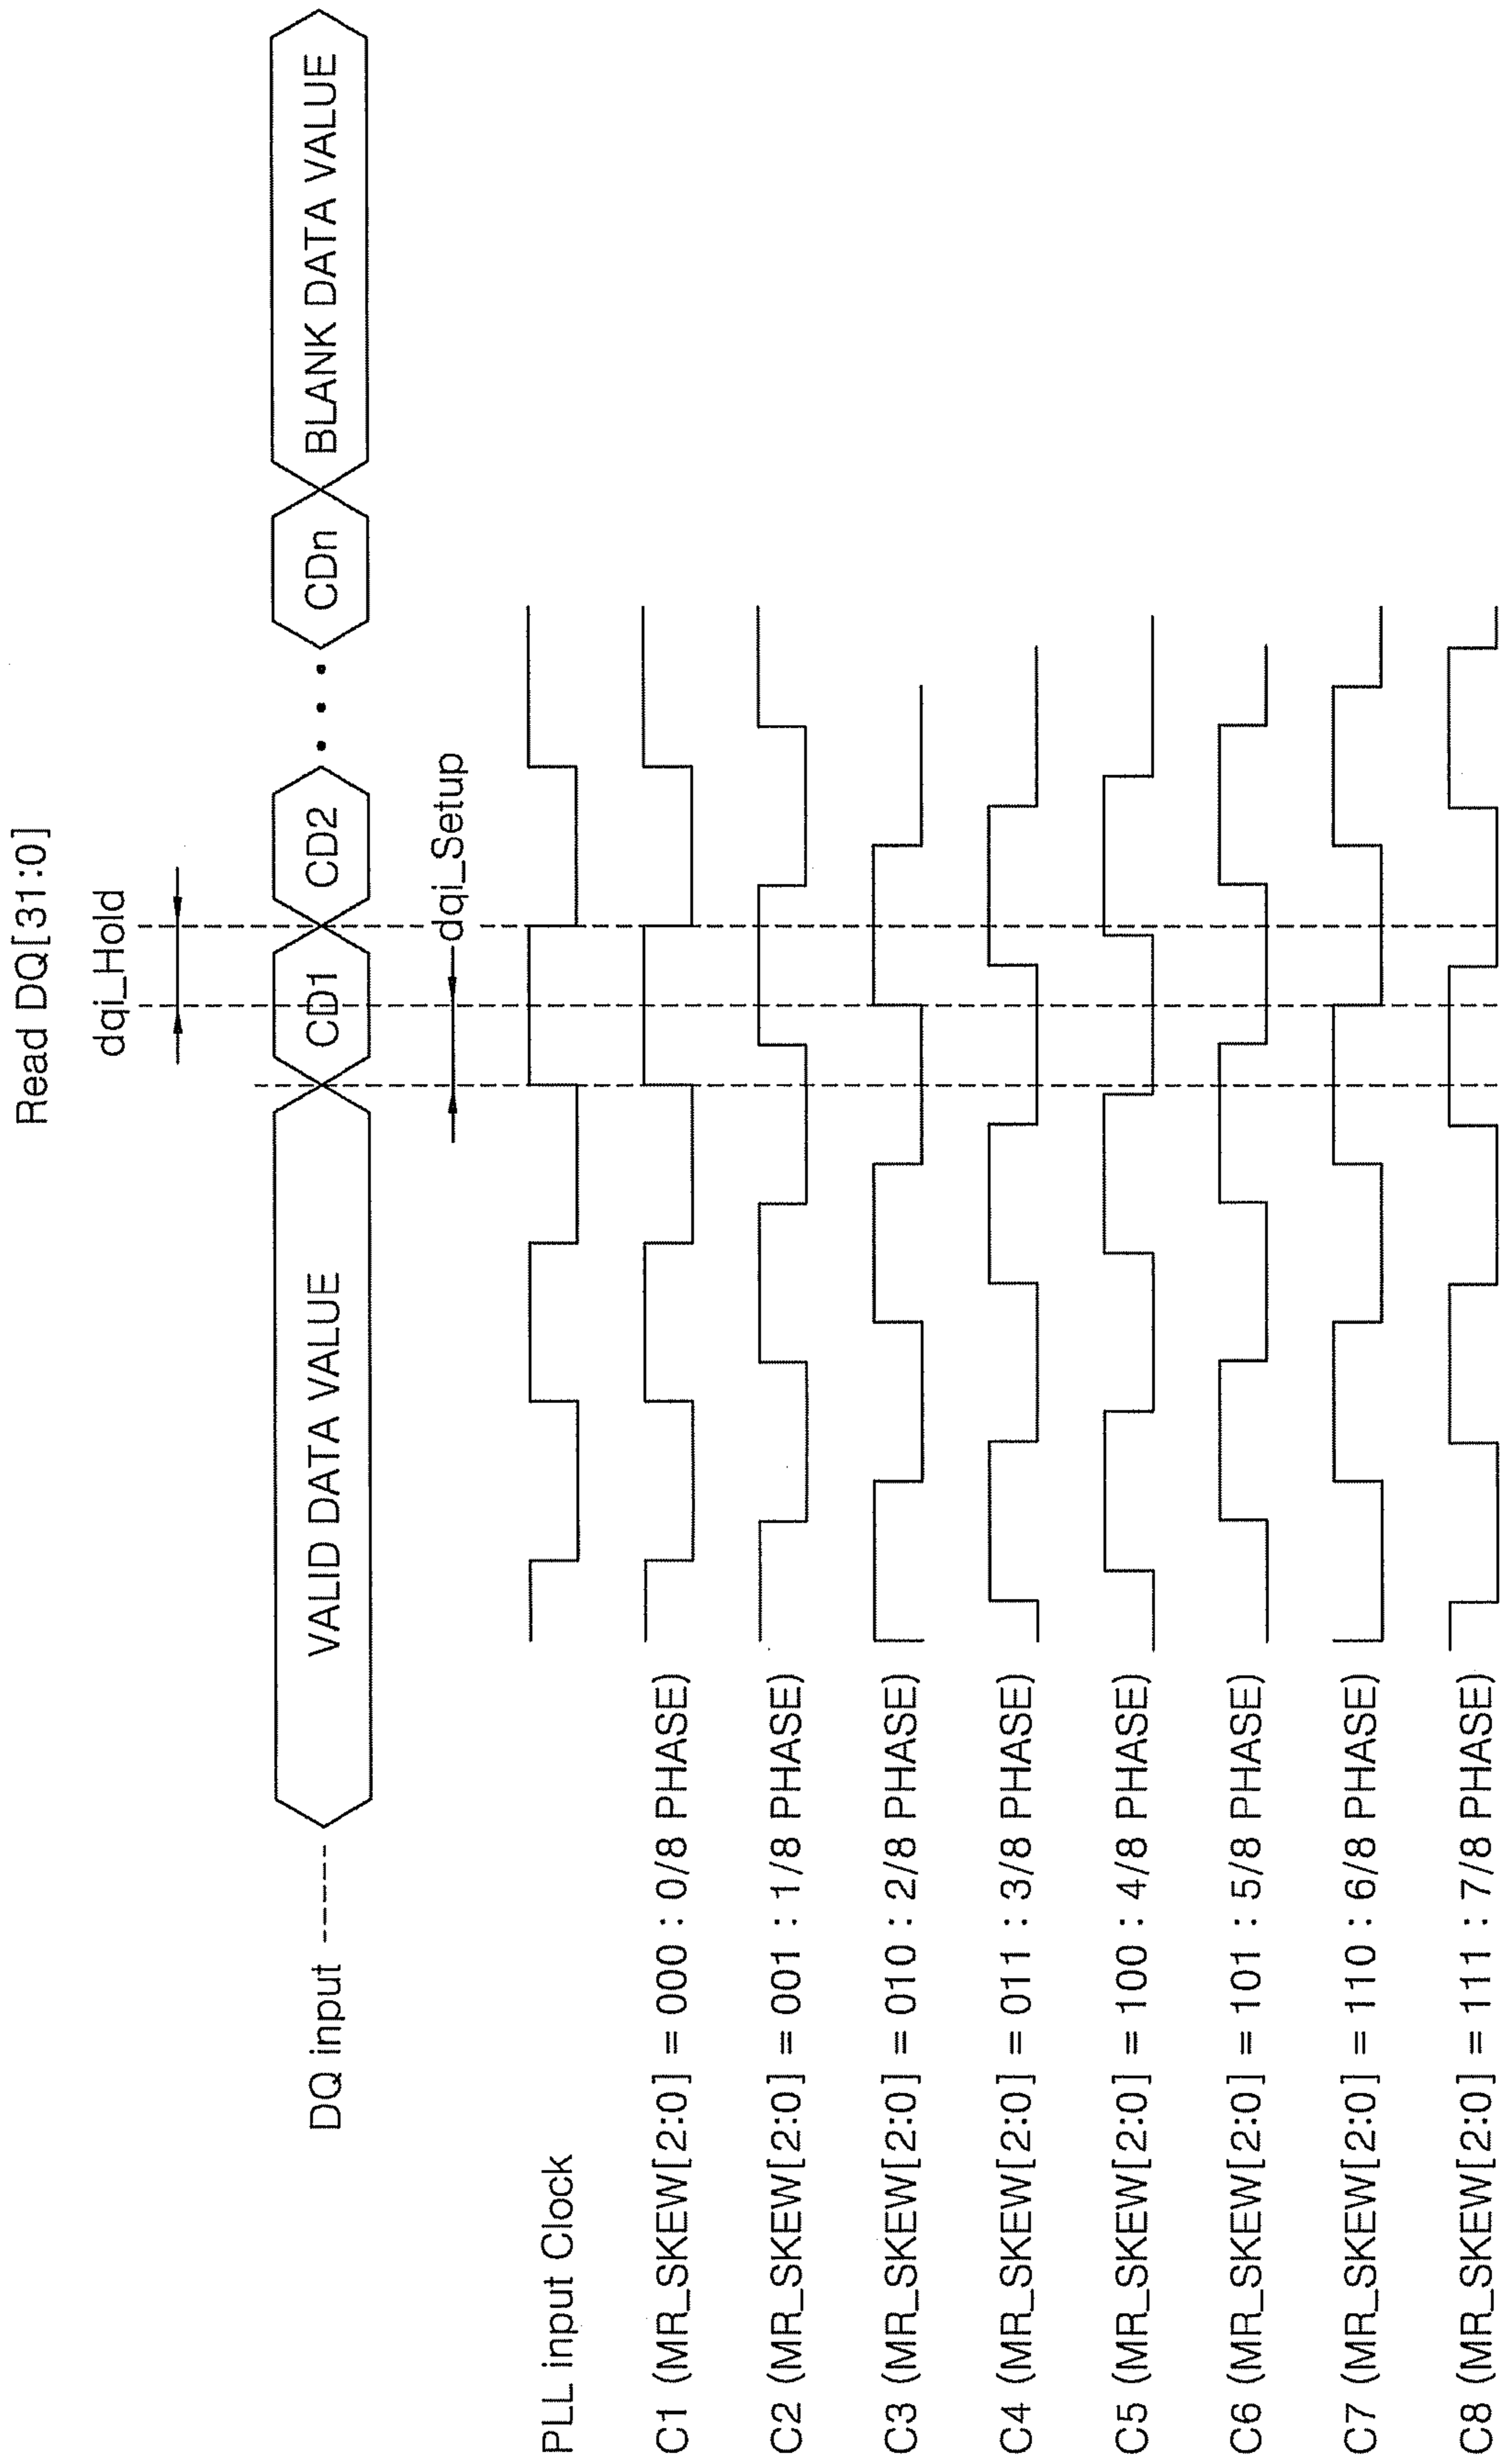 Read DQ[31:0]
dqi_Hold
DQ input
VALID DATA VALUE
CD1
CD2
CDn
BLANK DATA VALUE
dqi_Setup
PLL input Clock
C1 (MR_SKEW[2:0] = 000 : 0/8 PHASE)
C2 (MR_SKEW[2:0] = 001 : 1/8 PHASE)
C3 (MR_SKEW[2:0] = 010 : 2/8 PHASE)
C4 (MR_SKEW[2:0] = 011 : 3/8 PHASE)
C5 (MR_SKEW[2:0] = 100 : 4/8 PHASE)
C6 (MR_SKEW[2:0] = 101 : 5/8 PHASE)
C7 (MR_SKEW[2:0] = 110 : 6/8 PHASE)
C8 (MR_SKEW[2:0] = 111 : 7/8 PHASE)